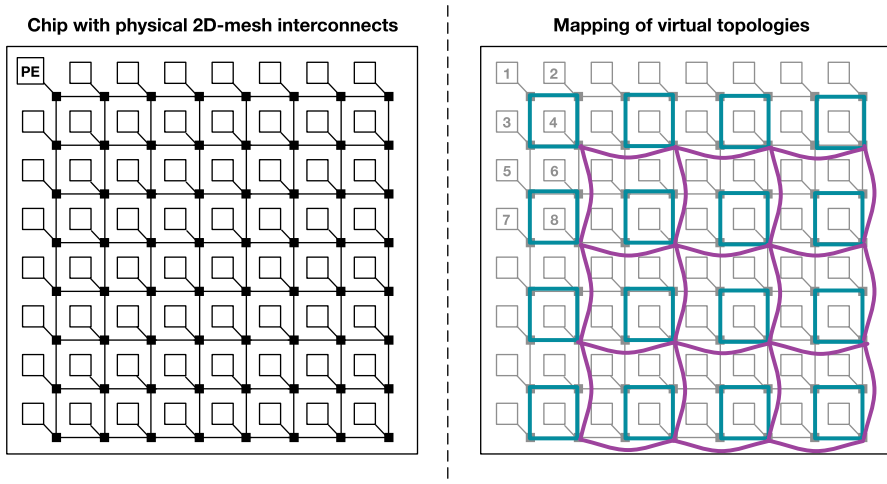 Chip with physical 2D-mesh interconnects
Mapping of virtual topologies
PE
1 2
3 4
5 6
7 8